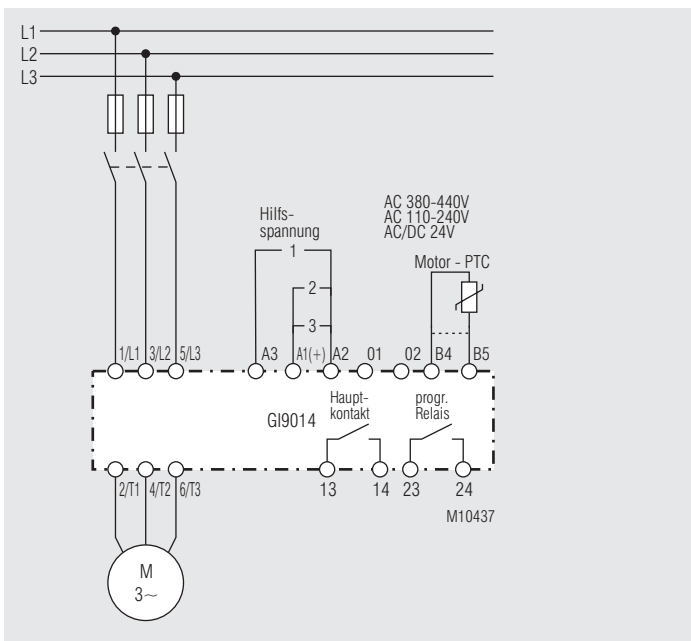 L1
L2
L3
Hilfs-
spannung
1
2
3
AC 380-440V
AC 110-240V
AC/DC 24V
Motor - PTC
1/L1 3/L2 5/L3 A3 A1(+) A2 01 02 B4 B5
GI9014
Haupt-
kontakt
progr.
Relais
2/T1 4/T2 6/T3 13 14 23 24
M10437
M
3~